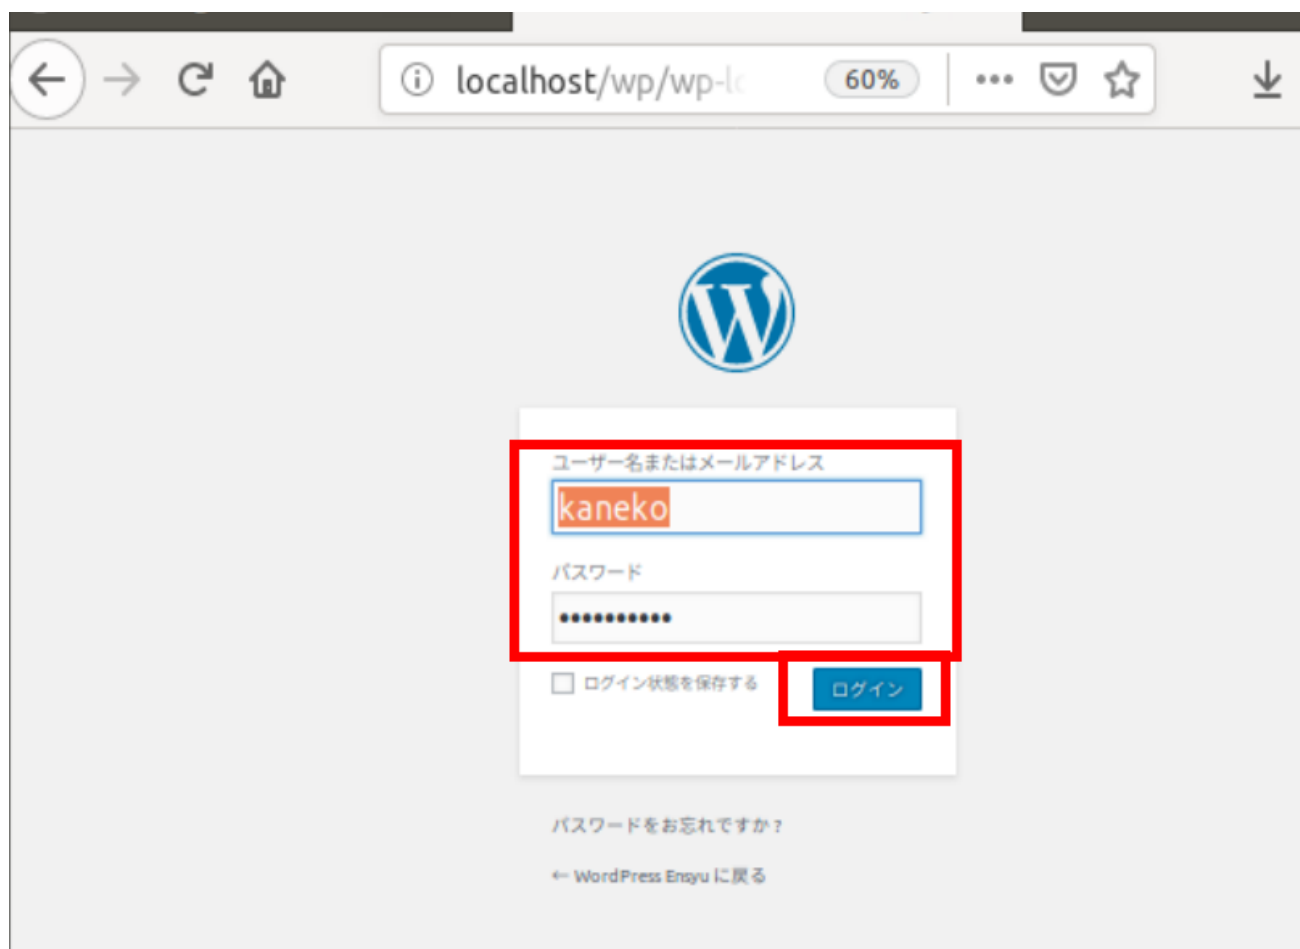 localhost/wp/wp-lo
60%
ユーザー名またはメールアドレス
kaneko
パスワード
••••••••••
ログイン状態を保存する
ログイン
パスワードをお忘れですか ?
← WordPress Ensyu に戻る